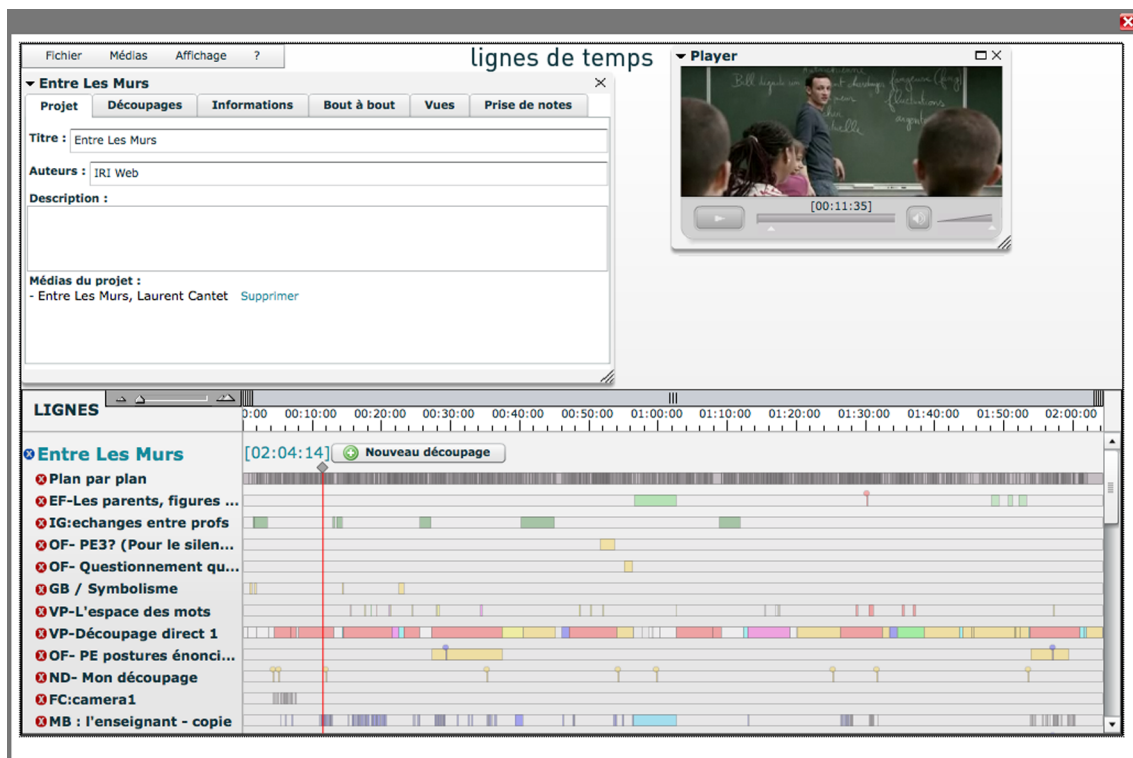 Fichier Médias Affichage ?
lignes de temps
Player
Entre Les Murs
Projet Découpages Informations Bout à bout Vues Prise de notes
Titre : Entre Les Murs
Auteurs : IRI Web
Description :
Médias du projet :
- Entre Les Murs, Laurent Cantet Supprimer
[00:11:35]
LIGNES
0:00 00:10:00 00:20:00 00:30:00 00:40:00 00:50:00 01:00:00 01:10:00 01:20:00 01:30:00 01:40:00 01:50:00 02:00:00
Entre Les Murs [02:04:14] Nouveau découpage
Plan par plan
EF-Les parents, figures ...
IG:echanges entre profs
OF- PE3? (Pour le silen...
OF- Questionnement qu...
GB / Symbolisme
VP-L'espace des mots
VP-Découpage direct 1
OF- PE postures énonci...
ND- Mon découpage
FC:camera1
MB : l'enseignant - copie